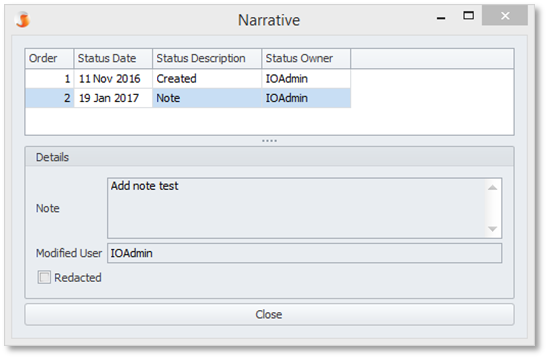 Narrative
Order Status Date Status Description Status Owner
1 11 Nov 2016 Created IOAdmin
2 19 Jan 2017 Note IOAdmin
Details
Note Add note test
Modified User IOAdmin
Redacted
Close